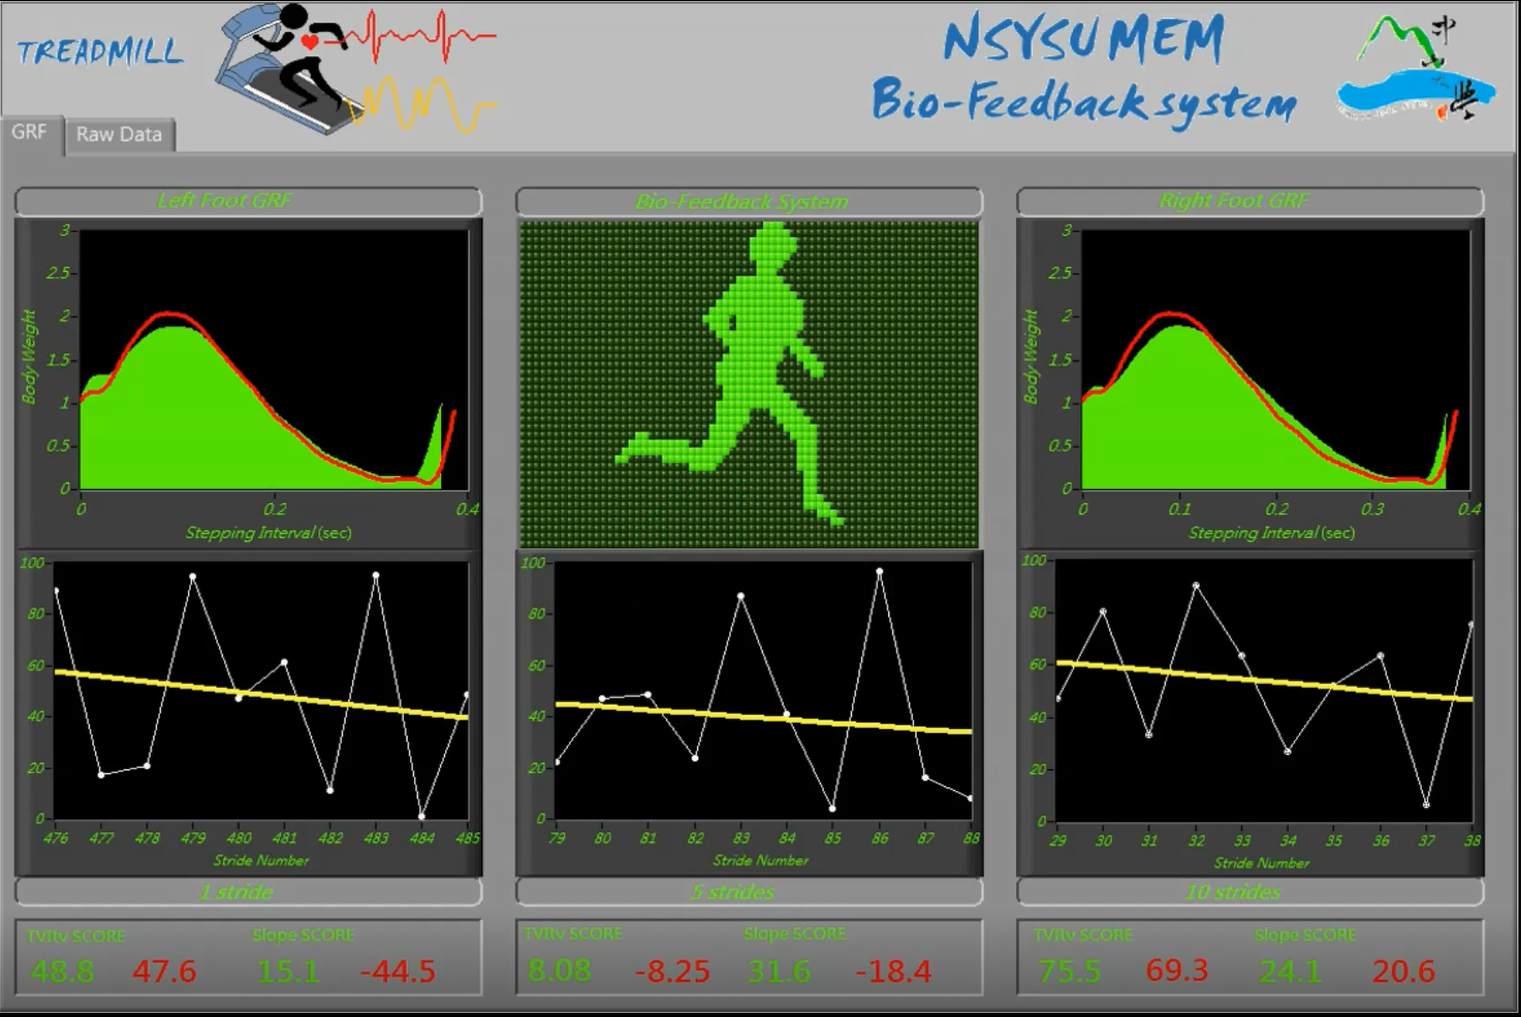 TREADMILL
NSYSU MEM
Bio-Feedback system
GRF
Raw Data
Left Foot GRF
Bio-Feedback System
Right Foot GRF
Body Weight
3
2.5
2
1.5
1
0.5
0
0
0.2
0.4
Stepping Interval (sec)
Body Weight
3
2.5
2
1.5
1
0.5
0
0
0.1
0.2
0.3
0.4
Stepping Interval (sec)
100
80
60
40
20
0
476 477 478 479 480 481 482 483 484 485
Stride Number
100
80
60
40
20
0
79 80 81 82 83 84 85 86 87 88
Stride Number
100
80
60
40
20
0
29 30 31 32 33 34 35 36 37 38
Stride Number
1 stride
5 strides
10 strides
TVItv SCORE Slope SCORE
48.8 47.6 15.1 -44.5
TVItv SCORE Slope SCORE
8.08 -8.25 31.6 -18.4
TVItv SCORE Slope SCORE
75.5 69.3 24.1 20.6